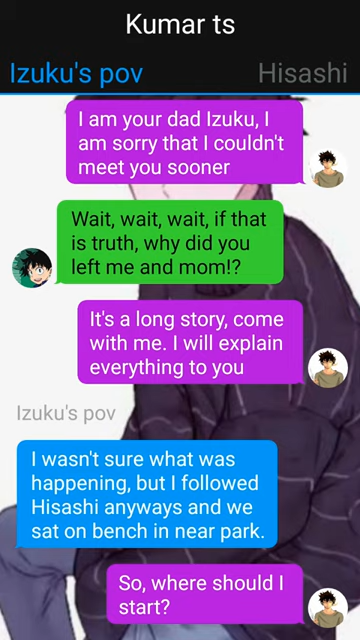 Kumar ts
Izuku's pov
Hisashi
I am your dad Izuku, I
am sorry that I couldn't
meet you sooner
Wait, wait, wait, if that
is truth, why did you
left me and mom!?
It's a long story, come
with me. I will explain
everything to you
Izuku's pov
I wasn't sure what was
happening, but I followed
Hisashi anyways and we
sat on bench in near park.
So, where should I
start?